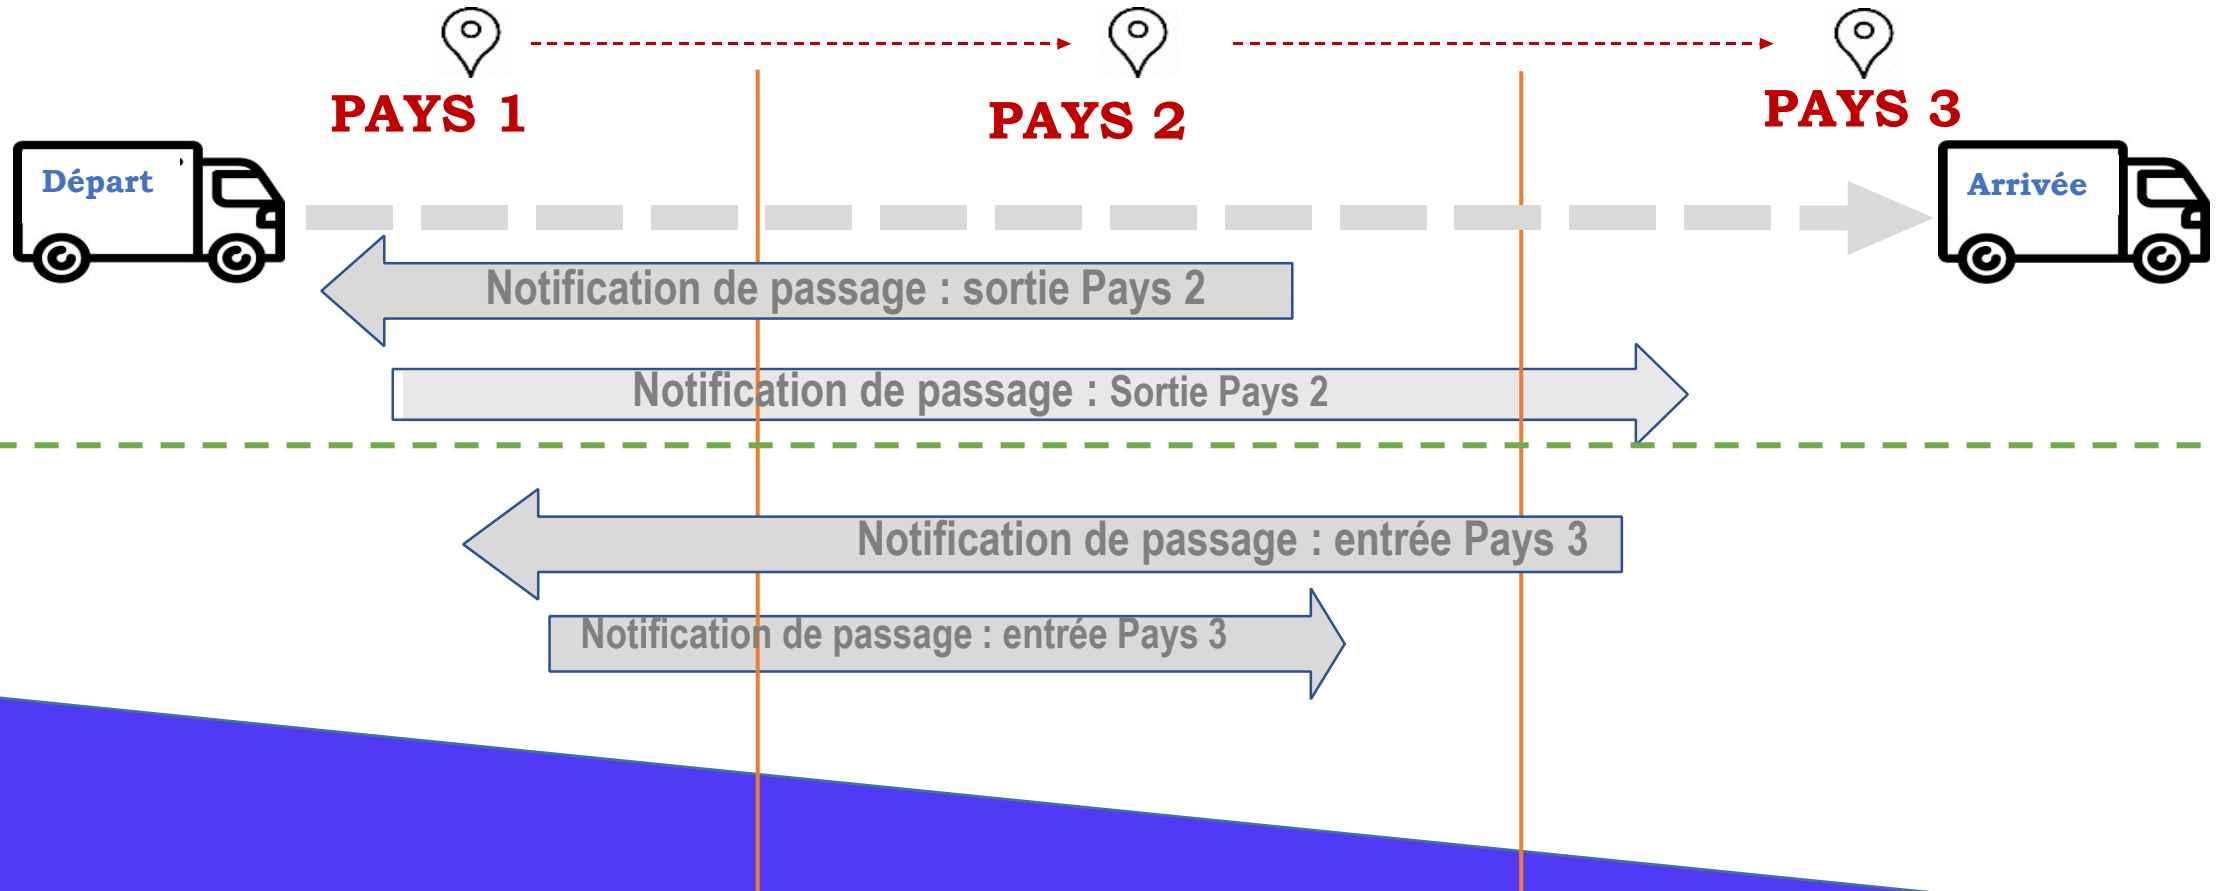 PAYS 1
PAYS 2
PAYS 3
Départ
Arrivée
Notification de passage : sortie Pays 2
Notification de passage : Sortie Pays 2
Notification de passage : entrée Pays 3
Notification de passage : entrée Pays 3